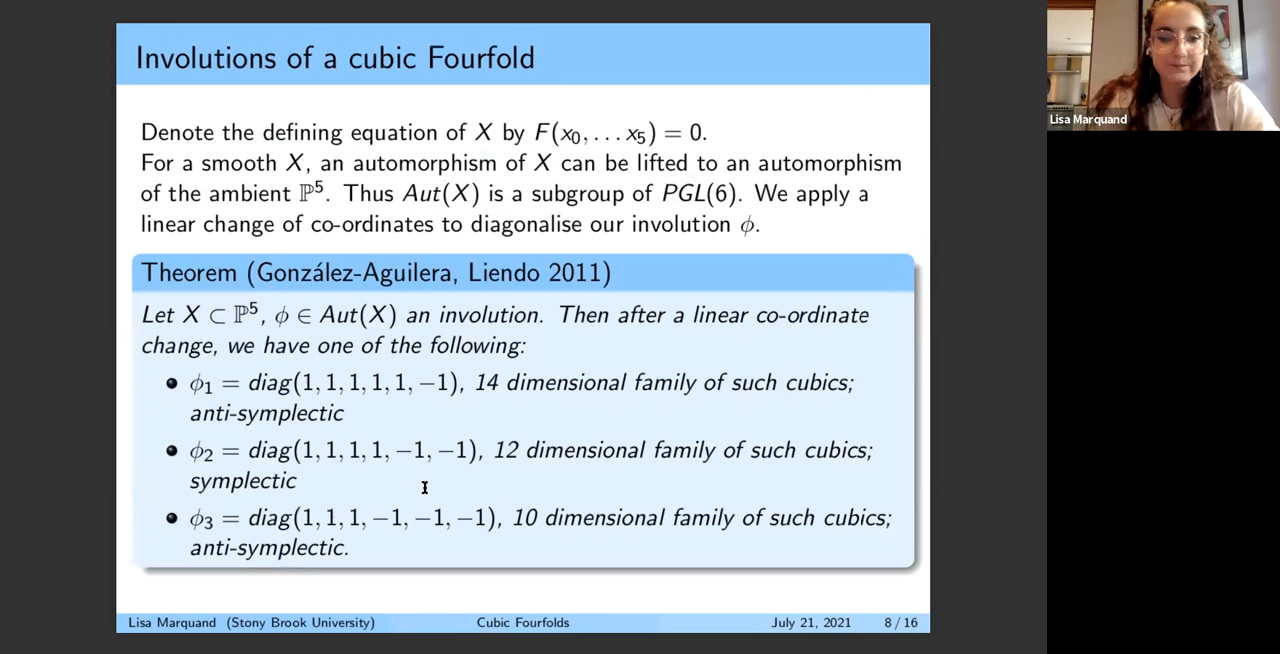 Involutions of a cubic Fourfold
Denote the defining equation of X by F(x₀, . . . x₅) = 0.
For a smooth X, an automorphism of X can be lifted to an automorphism
of the ambient ℙ⁵. Thus Aut(X) is a subgroup of PGL(6). We apply a
linear change of co-ordinates to diagonalise our involution ϕ.
Theorem (González-Aguilera, Liendo 2011)
Let X ⊂ ℙ⁵, ϕ ∈ Aut(X) an involution. Then after a linear co-ordinate
change, we have one of the following:
● ϕ₁ = diag(1, 1, 1, 1, 1, −1), 14 dimensional family of such cubics;
anti-symplectic
● ϕ₂ = diag(1, 1, 1, 1, −1, −1), 12 dimensional family of such cubics;
symplectic
● ϕ₃ = diag(1, 1, 1, −1, −1, −1), 10 dimensional family of such cubics;
anti-symplectic.
Lisa Marquand (Stony Brook University) Cubic Fourfolds July 21, 2021 8 / 16
Lisa Marquand